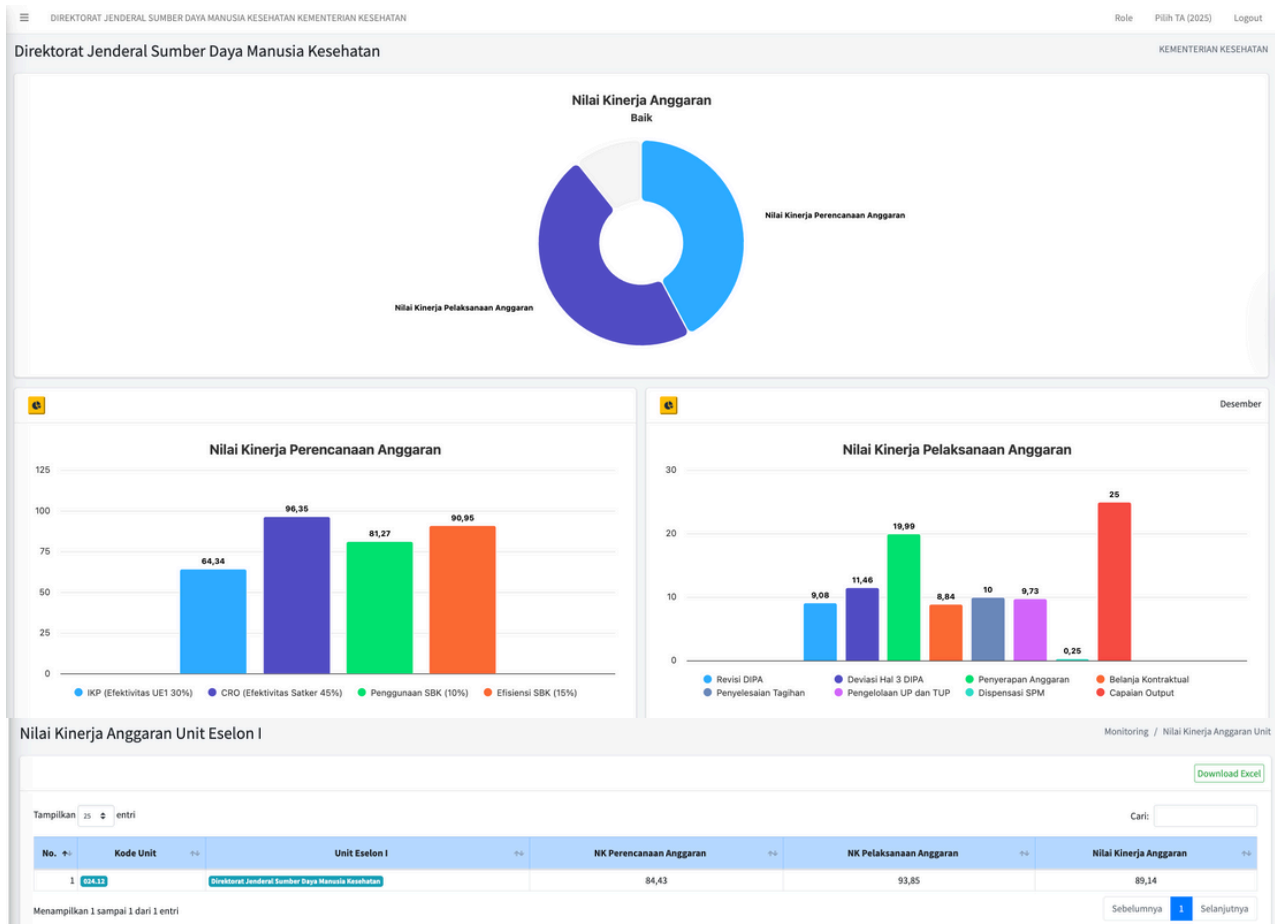 DIREKTORAT JENDERAL SUMBER DAYA MANUSIA KESEHATAN KEMENTERIAN KESEHATAN
Role Pilih TA (2025) Logout
Direktorat Jenderal Sumber Daya Manusia Kesehatan
KEMENTERIAN KESEHATAN
Nilai Kinerja Anggaran
Baik
Nilai Kinerja Perencanaan Anggaran
Nilai Kinerja Pelaksanaan Anggaran
Nilai Kinerja Perencanaan Anggaran
125
100
75
50
25
0
64,34
96,35
81,27
90,95
IKP (Efektivitas UE1 30%) CRO (Efektivitas Satker 45%) Penggunaan SBK (10%) Efisiensi SBK (15%)
Desember
Nilai Kinerja Pelaksanaan Anggaran
30
20
10
0
9,08
11,46
19,99
8,84
10
9,73
0,25
25
Revisi DIPA Deviasi Hal 3 DIPA Penyerapan Anggaran Belanja Kontraktual
Penyelesaian Tagihan Pengelolaan UP dan TUP Dispensasi SPM Capaian Output
Nilai Kinerja Anggaran Unit Eselon I
Monitoring / Nilai Kinerja Anggaran Unit
Download Excel
Tampilkan 25 entri
Cari:
No. Kode Unit Unit Eselon I NK Perencanaan Anggaran NK Pelaksanaan Anggaran Nilai Kinerja Anggaran
1 024.12 Direktorat Jenderal Sumber Daya Manusia Kesehatan 84,43 93,85 89,14
Menampilkan 1 sampai 1 dari 1 entri
Sebelumnya 1 Selanjutnya